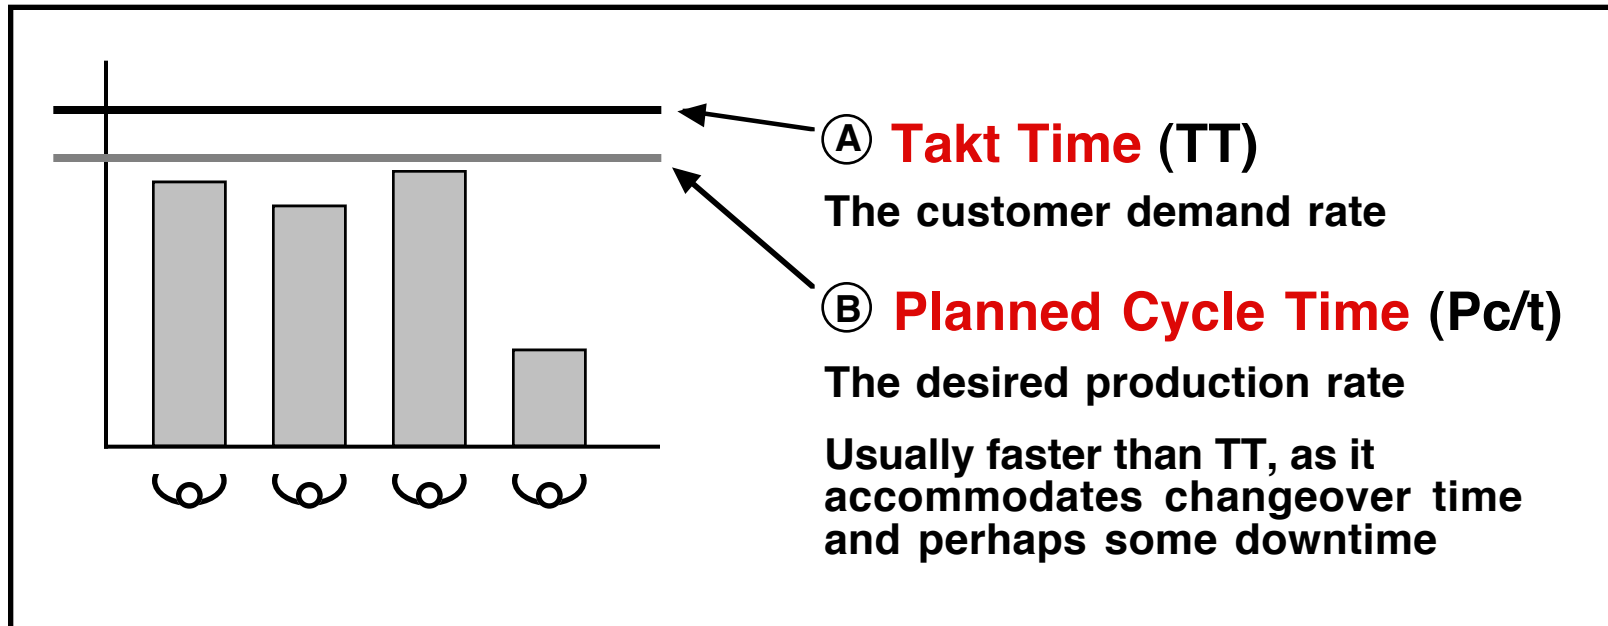 A Takt Time (TT)
The customer demand rate
B Planned Cycle Time (Pc/t)
The desired production rate
Usually faster than TT, as it
accommodates changeover time
and perhaps some downtime